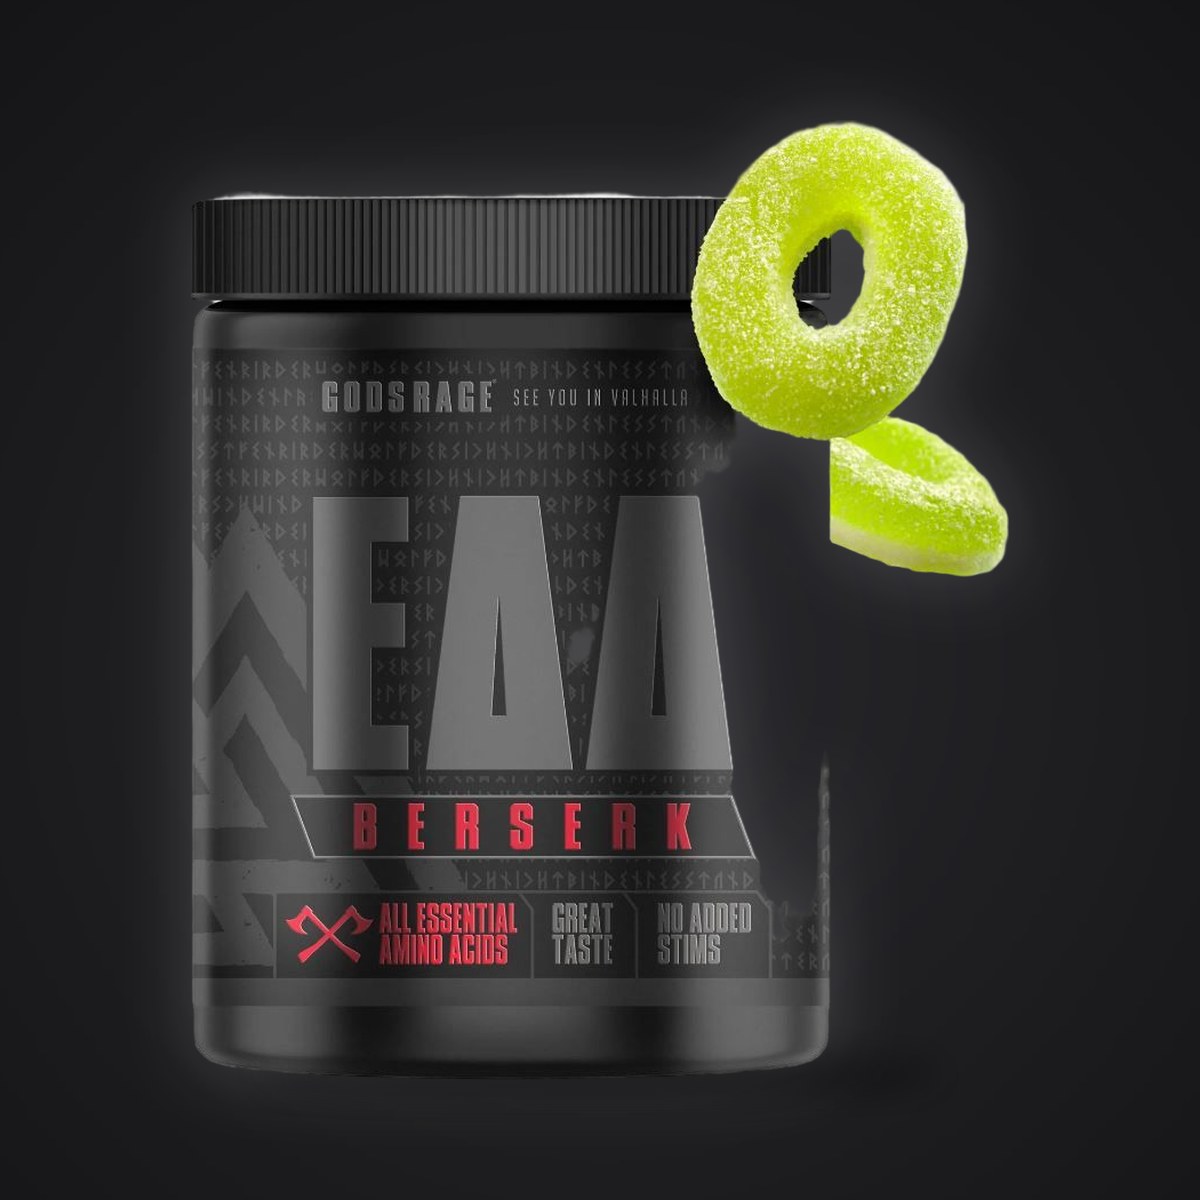 GODS RAGE SEE YOU IN VALHALLA
EAA
BERSERK
ALL ESSENTIAL
AMINO ACIDS
GREAT
TASTE
NO ADDED
STIMS